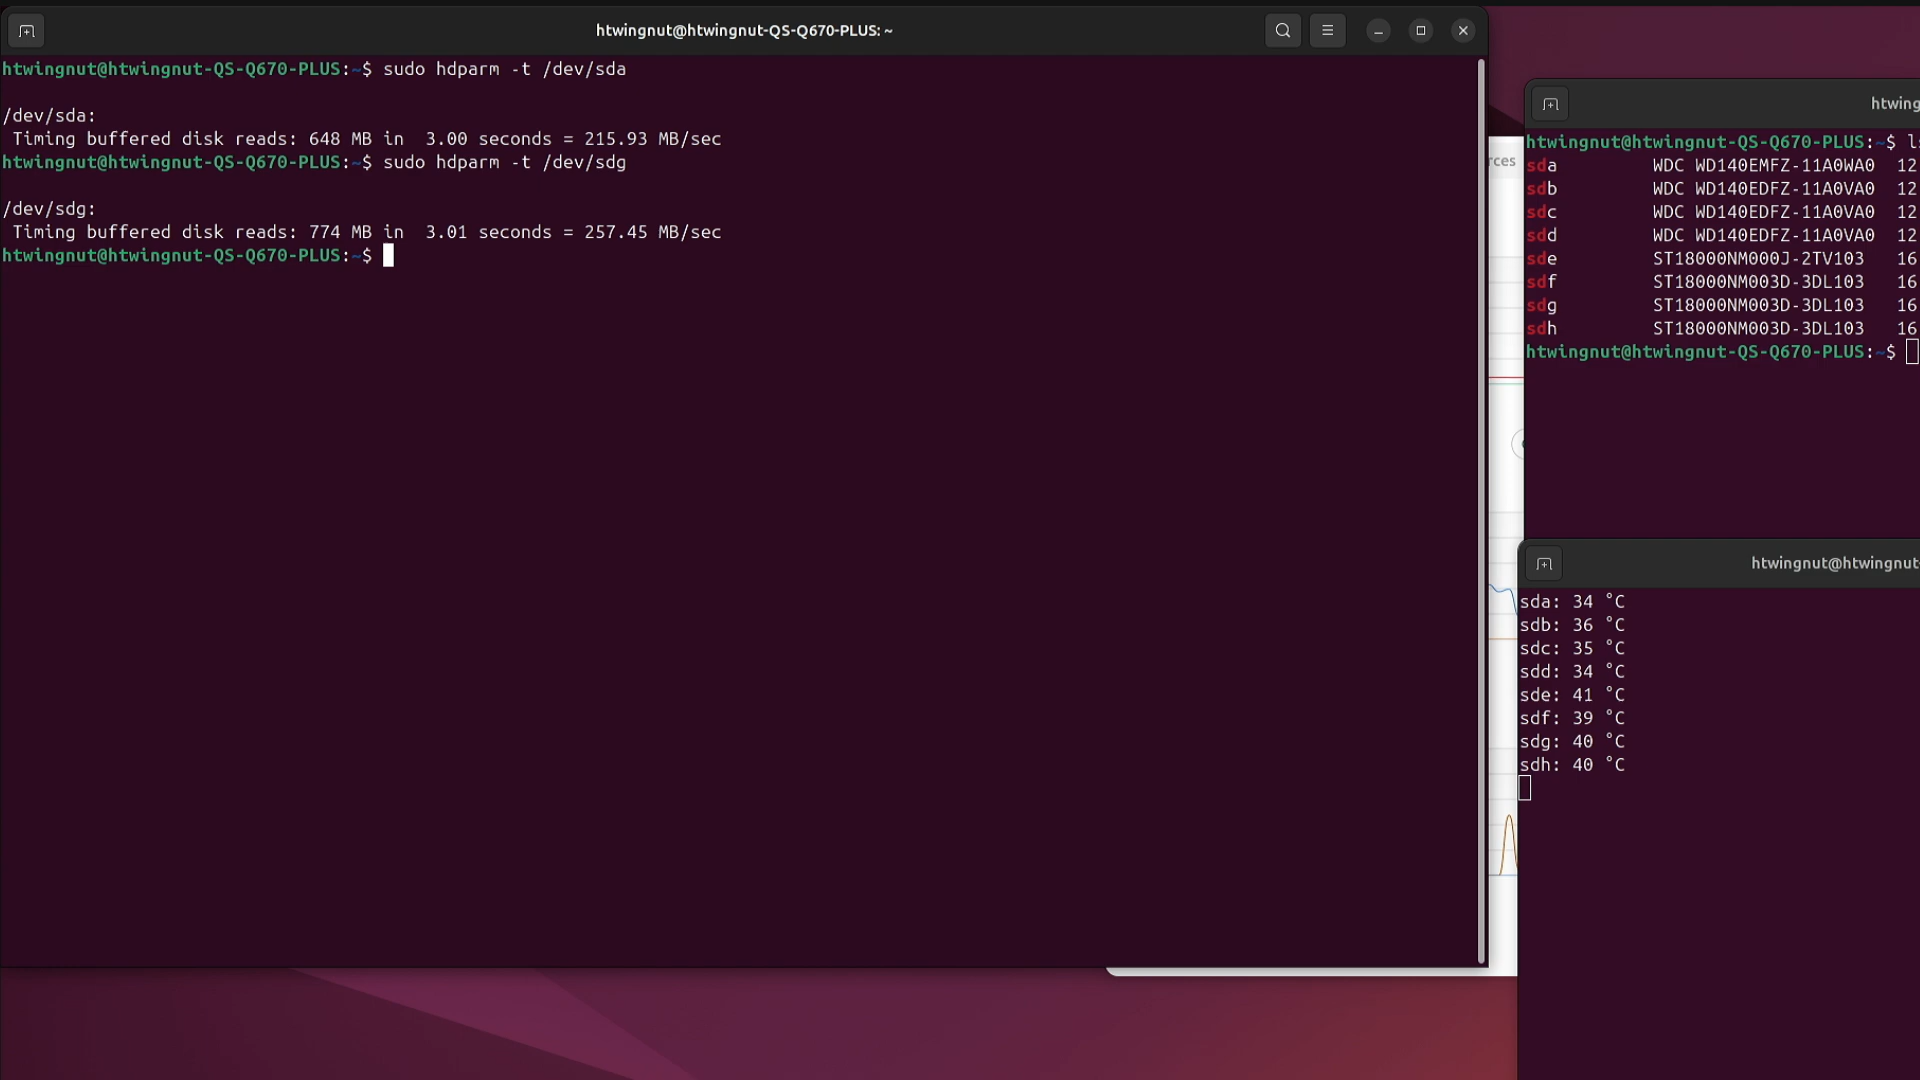 htwingnut@htwingnut-QS-Q670-PLUS: ~
htwingnut@htwingnut-QS-Q670-PLUS:~$ sudo hdparm -t /dev/sda
/dev/sda:
Timing buffered disk reads: 648 MB in  3.00 seconds = 215.93 MB/sec
htwingnut@htwingnut-QS-Q670-PLUS:~$ sudo hdparm -t /dev/sdg
/dev/sdg:
Timing buffered disk reads: 774 MB in  3.01 seconds = 257.45 MB/sec
htwingnut@htwingnut-QS-Q670-PLUS:~$
rces
htwing
htwingnut@htwingnut-QS-Q670-PLUS:~$ ls
sda WDC WD140EMFZ-11A0WA0 12
sdb WDC WD140EDFZ-11A0VA0 12
sdc WDC WD140EDFZ-11A0VA0 12
sdd WDC WD140EDFZ-11A0VA0 12
sde ST18000NM000J-2TV103 16
sdf ST18000NM003D-3DL103 16
sdg ST18000NM003D-3DL103 16
sdh ST18000NM003D-3DL103 16
htwingnut@htwingnut-QS-Q670-PLUS:~$
htwingnut@htwingnut-
sda: 34 °C
sdb: 36 °C
sdc: 35 °C
sdd: 34 °C
sde: 41 °C
sdf: 39 °C
sdg: 40 °C
sdh: 40 °C